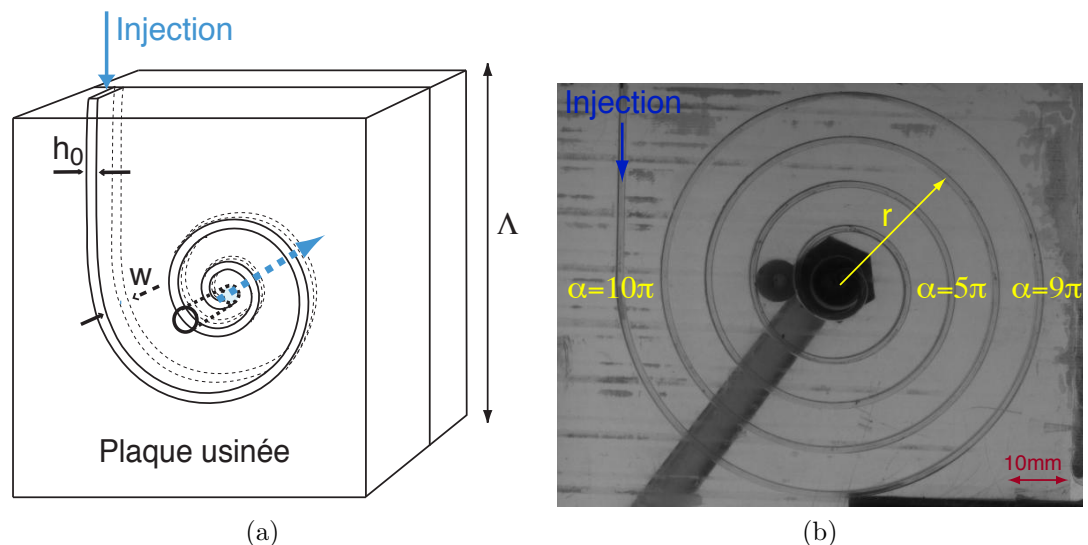 Injection
h₀
w
Λ
Plaque usinée
(a)
Injection
r
α=10π
α=5π
α=9π
10mm
(b)